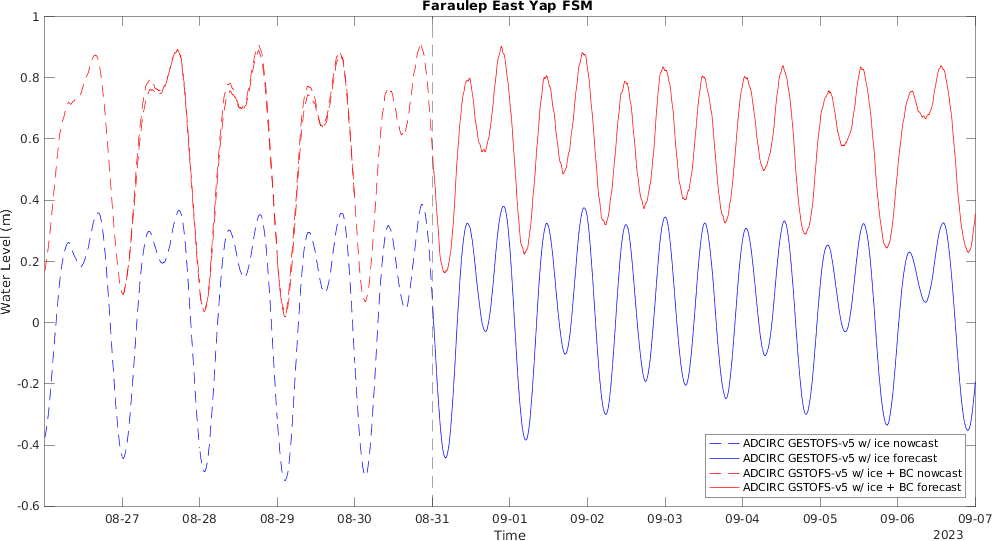 Faraulep East Yap FSM
Water Level (m)
1
0.8
0.6
0.4
0.2
0
-0.2
-0.4
-0.6
ADCIRC GESTOFS-v5 w/ ice nowcast
ADCIRC GESTOFS-v5 w/ ice forecast
ADCIRC GSTOFS-v5 w/ ice + BC nowcast
ADCIRC GSTOFS-v5 w/ ice + BC forecast
08-27 08-28 08-29 08-30 08-31 09-01 09-02 09-03 09-04 09-05 09-06 09-07
Time
2023